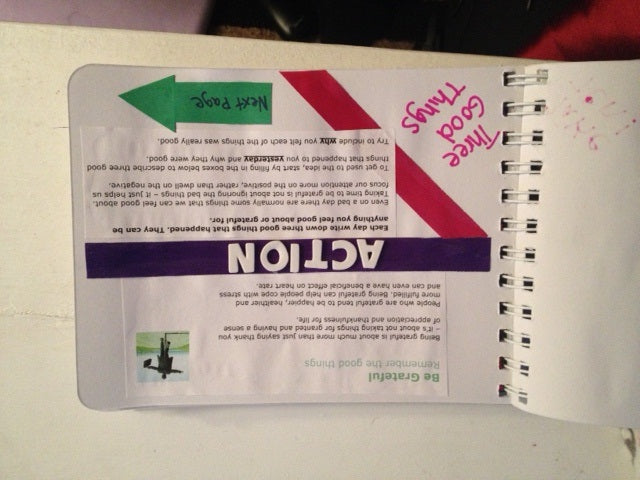 Be Grateful
Remember the good things
Being grateful is about much more than just saying thank you
– it's about not taking things for granted and having a sense
of appreciation and thankfulness for life.
People who are grateful tend to be happier, healthier and
more fulfilled. Being grateful can help people cope with stress
and can even have a beneficial effect on heart rate.
ACTION
Each day write down three good things that happened. They can be
anything you feel good about or grateful for.
Even on a bad day there are normally some things that we can feel good about.
Taking time to be grateful is not about ignoring the bad things – it just helps us
focus our attention more on the positive, rather than dwell on the negative.
To get used to the idea, start by filling in the boxes below to describe three good
things that happened to you yesterday and why they were good.
Try to include why you felt each of the things was really good.
Next Page
Three
Good
Things